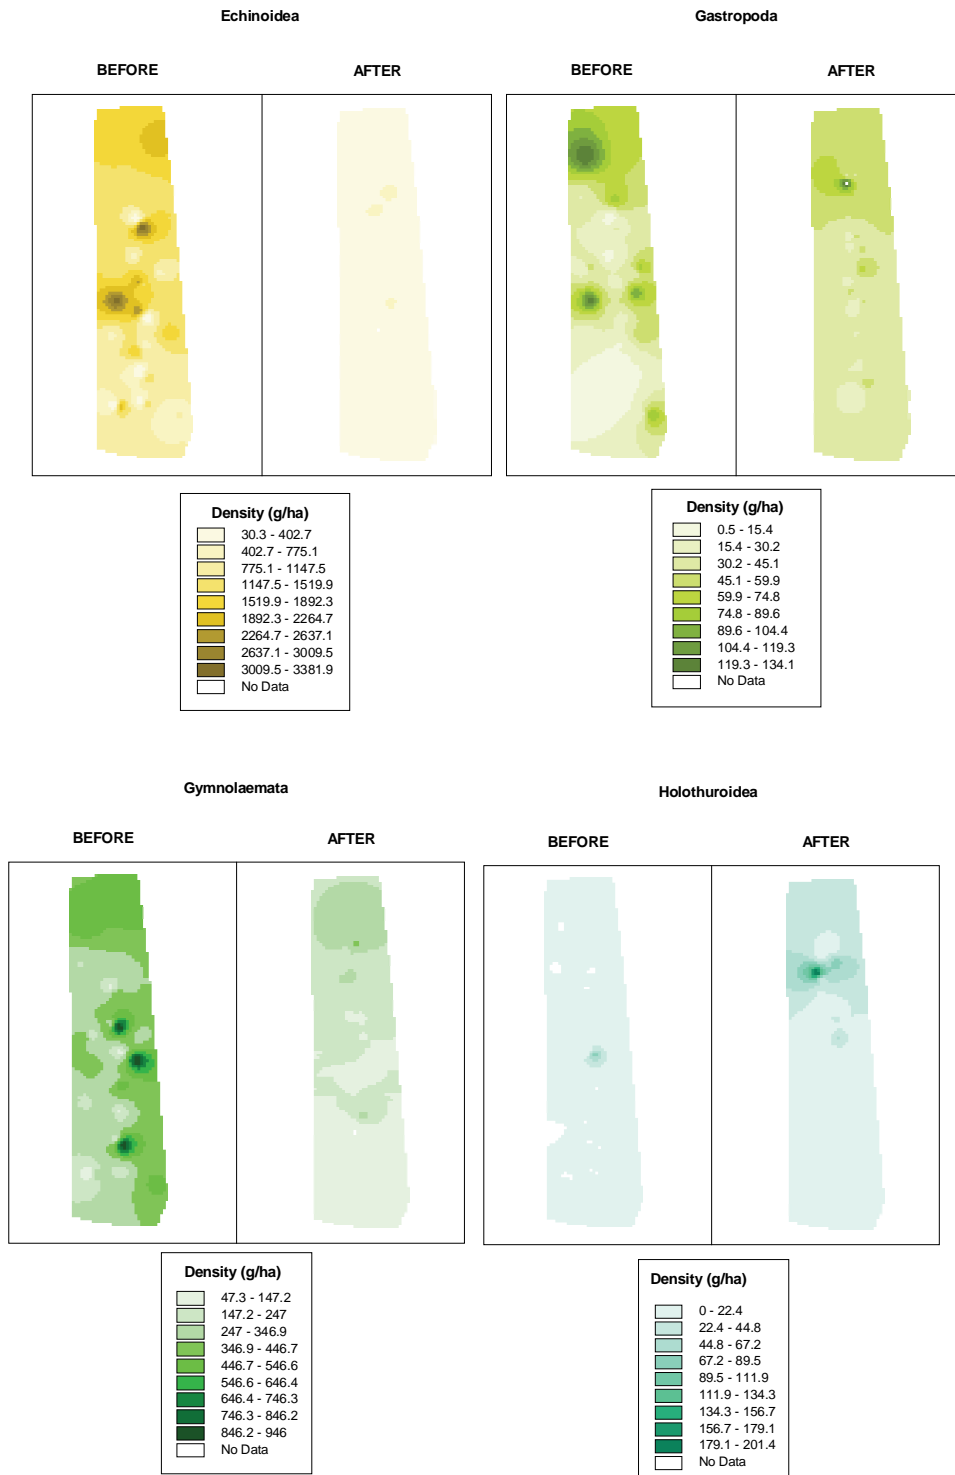 Echinoidea
BEFORE
AFTER
Density (g/ha)
30.3 - 402.7
402.7 - 775.1
775.1 - 1147.5
1147.5 - 1519.9
1519.9 - 1892.3
1892.3 - 2264.7
2264.7 - 2637.1
2637.1 - 3009.5
3009.5 - 3381.9
No Data
Gastropoda
BEFORE
AFTER
Density (g/ha)
0.5 - 15.4
15.4 - 30.2
30.2 - 45.1
45.1 - 59.9
59.9 - 74.8
74.8 - 89.6
89.6 - 104.4
104.4 - 119.3
119.3 - 134.1
No Data
Gymnolaemata
BEFORE
AFTER
Density (g/ha)
47.3 - 147.2
147.2 - 247
247 - 346.9
346.9 - 446.7
446.7 - 546.6
546.6 - 646.4
646.4 - 746.3
746.3 - 846.2
846.2 - 946
No Data
Holothuroidea
BEFORE
AFTER
Density (g/ha)
0 - 22.4
22.4 - 44.8
44.8 - 67.2
67.2 - 89.5
89.5 - 111.9
111.9 - 134.3
134.3 - 156.7
156.7 - 179.1
179.1 - 201.4
No Data